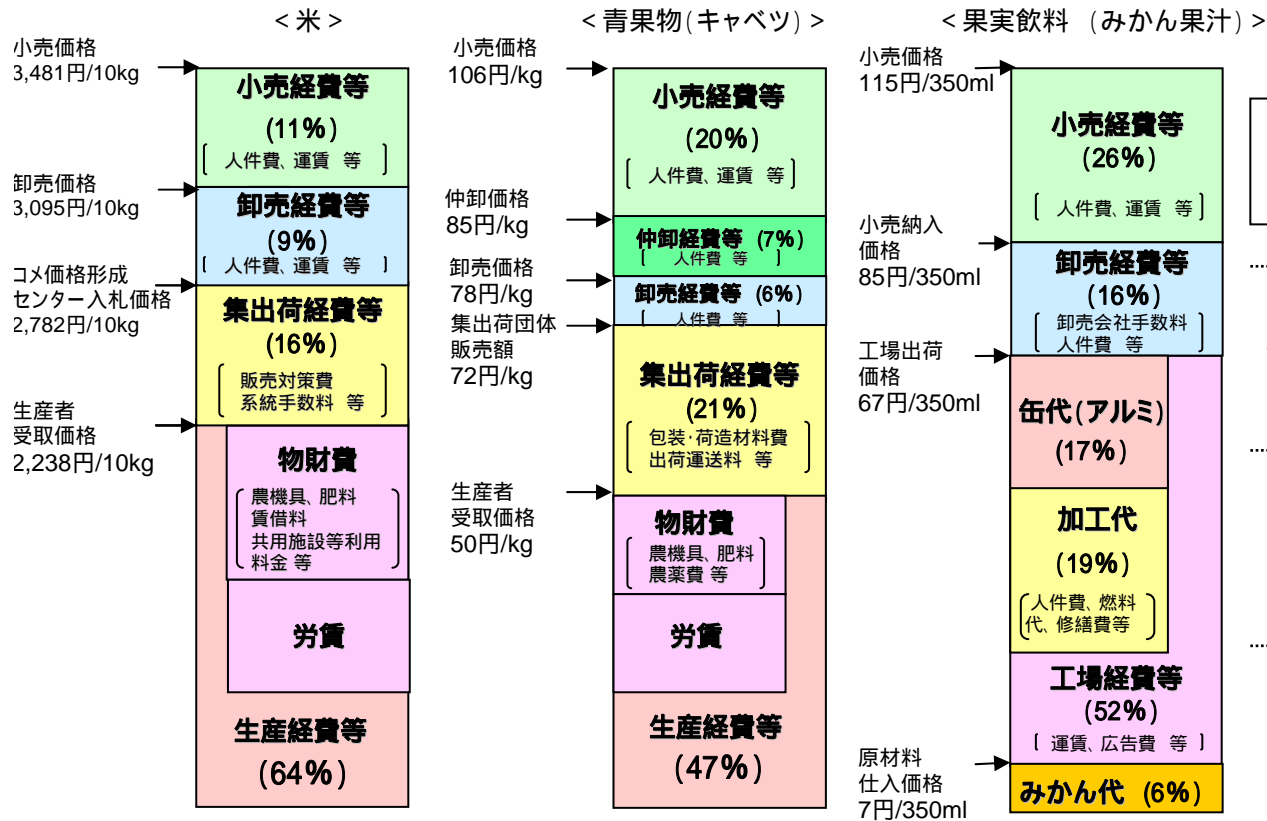 ＜米＞
小売価格
3,481円/10kg
小売経費等
(11%)
人件費、運賃 等
卸売価格
3,095円/10kg
卸売経費等
(9%)
人件費、運賃 等
コメ価格形成
センター入札価格
2,782円/10kg
集出荷経費等
(16%)
販売対策費
系統手数料 等
生産者
受取価格
2,238円/10kg
物財費
農機具、肥料
賃借料
共用施設等利用
料金 等
労賃
生産経費等
(64%)
＜青果物(キャベツ)＞
小売価格
106円/kg
小売経費等
(20%)
人件費、運賃 等
仲卸価格
85円/kg
仲卸経費等 (7%)
人件費 等
卸売価格
78円/kg
卸売経費等 (6%)
人件費 等
集出荷団体
販売額
72円/kg
集出荷経費等
(21%)
包装・荷造材料費
出荷運送料 等
生産者
受取価格
50円/kg
物財費
農機具、肥料
農薬費 等
労賃
生産経費等
(47%)
＜果実飲料 (みかん果汁)＞
小売価格
115円/350ml
小売経費等
(26%)
人件費、運賃 等
小売納入
価格
85円/350ml
卸売経費等
(16%)
卸売会社手数料
人件費 等
工場出荷
価格
67円/350ml
缶代(アルミ)
(17%)
加工代
(19%)
人件費、燃料
代、修繕費等
工場経費等
(52%)
運賃、広告費 等
原材料
仕入価格
7円/350ml
みかん代 (6%)